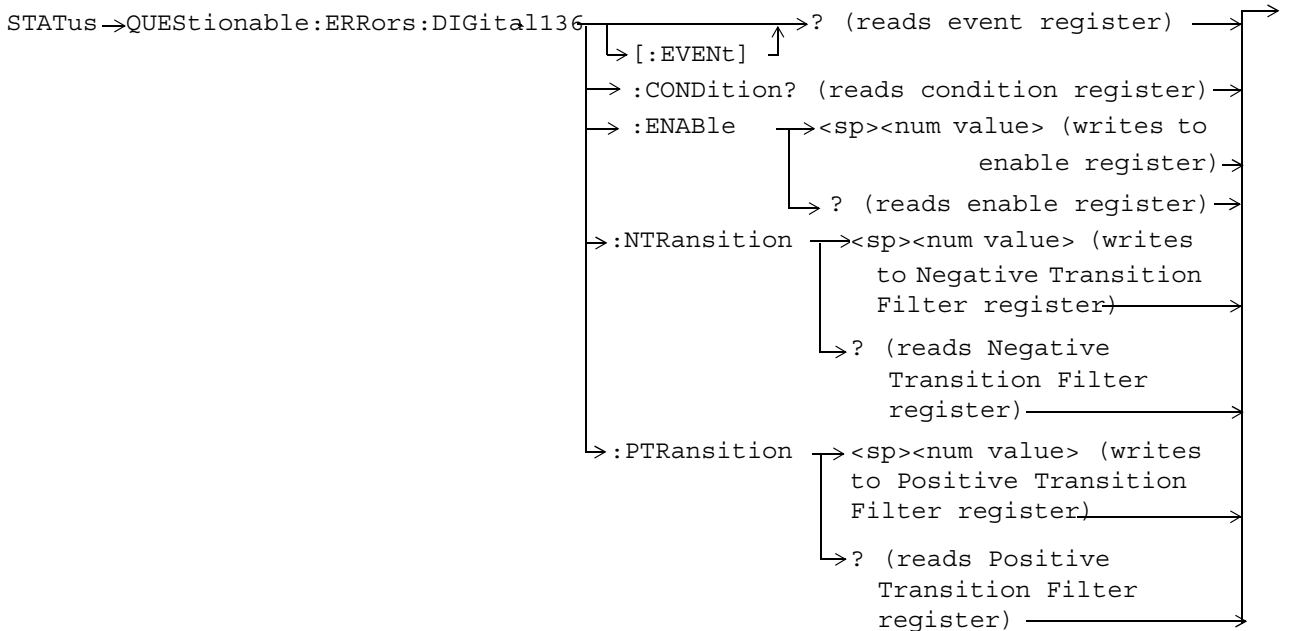 STATus QUEStionable:ERRors:DIGital136 ? (reads event register)
[:EVENt]
:CONDition? (reads condition register)
:ENABle <sp><num value> (writes to
enable register)
? (reads enable register)
:NTRansition <sp><num value> (writes
to Negative Transition
Filter register)
? (reads Negative
Transition Filter
register)
:PTRansition <sp><num value> (writes
to Positive Transition
Filter register)
? (reads Positive
Transition Filter
register)